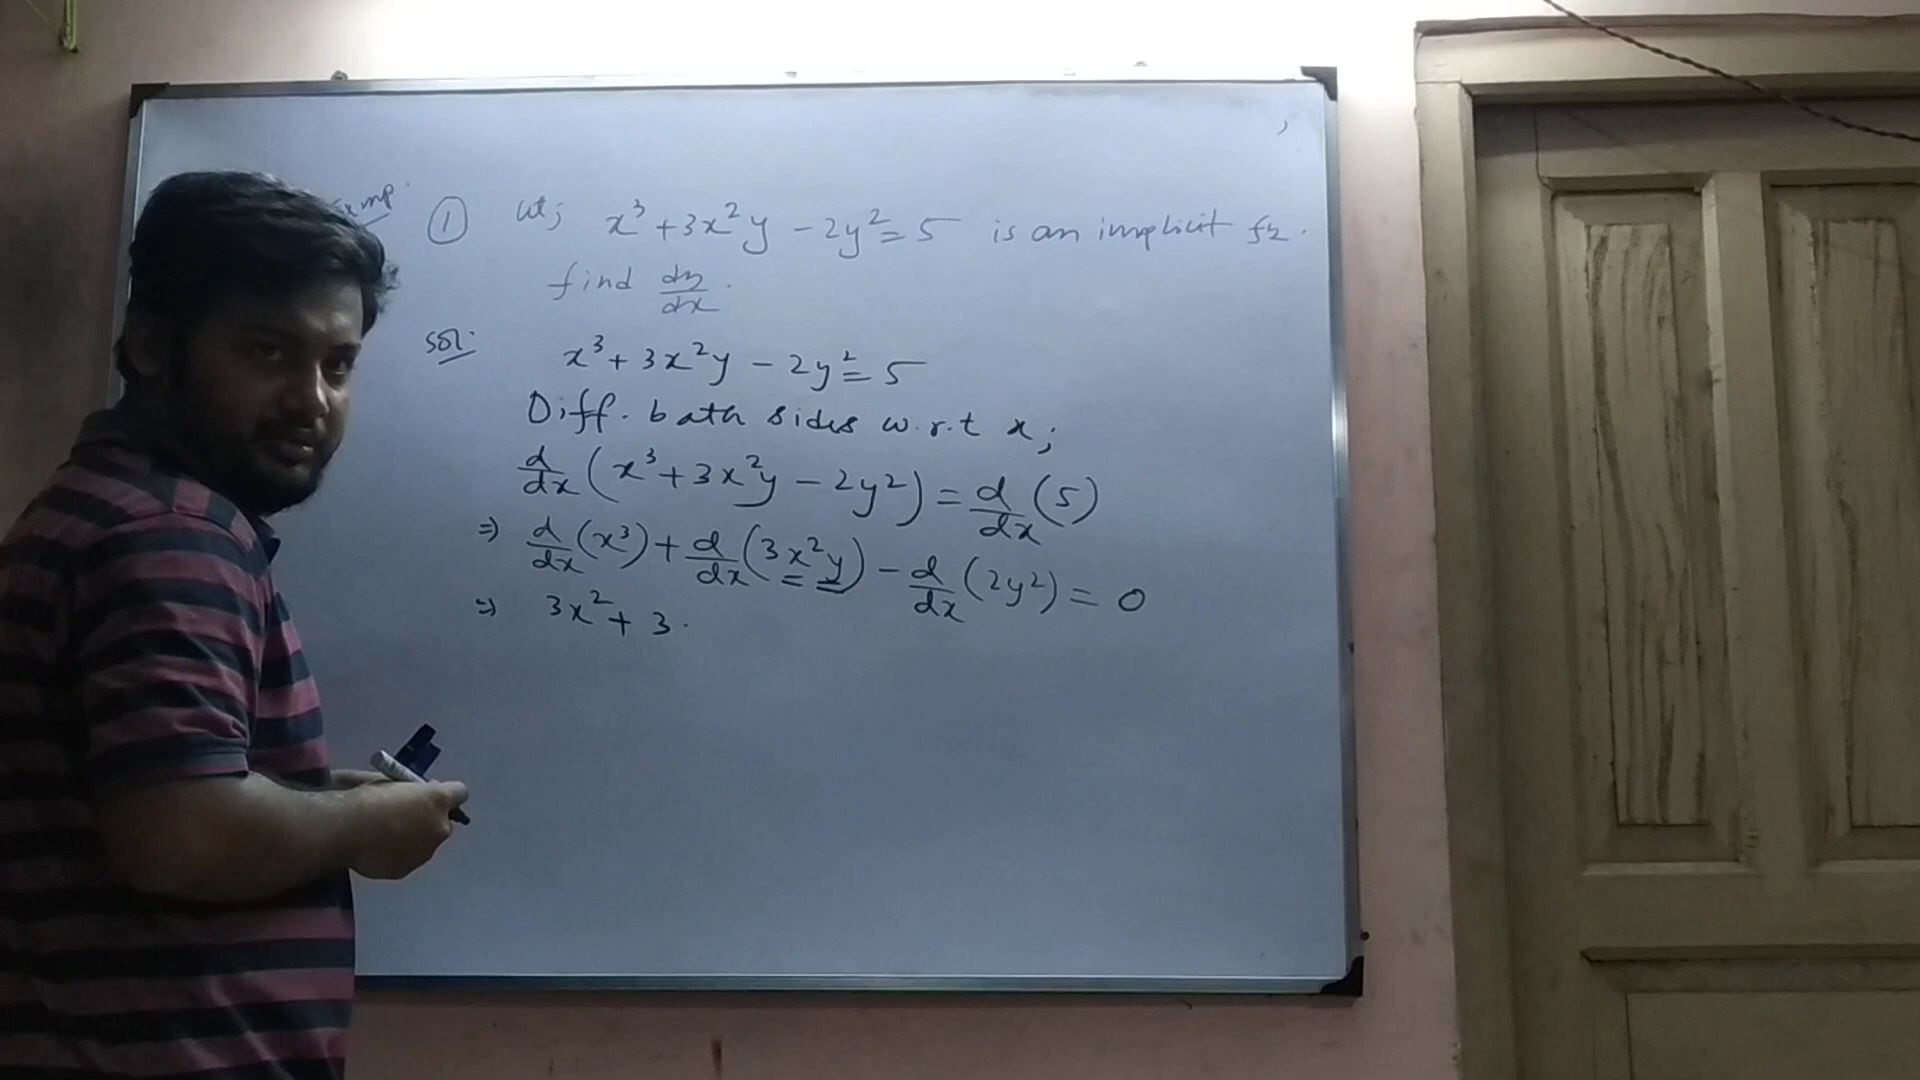 Exmp.
① let; x³ + 3x²y - 2y² = 5 is an implicit fn.
find dy/dx.
Sol:
x³ + 3x²y - 2y² = 5
Diff. both sides w.r.t x;
d/dx (x³ + 3x²y - 2y²) = d/dx (5)
⇒ d/dx (x³) + d/dx (3x²y) - d/dx (2y²) = 0
⇒ 3x² + 3.